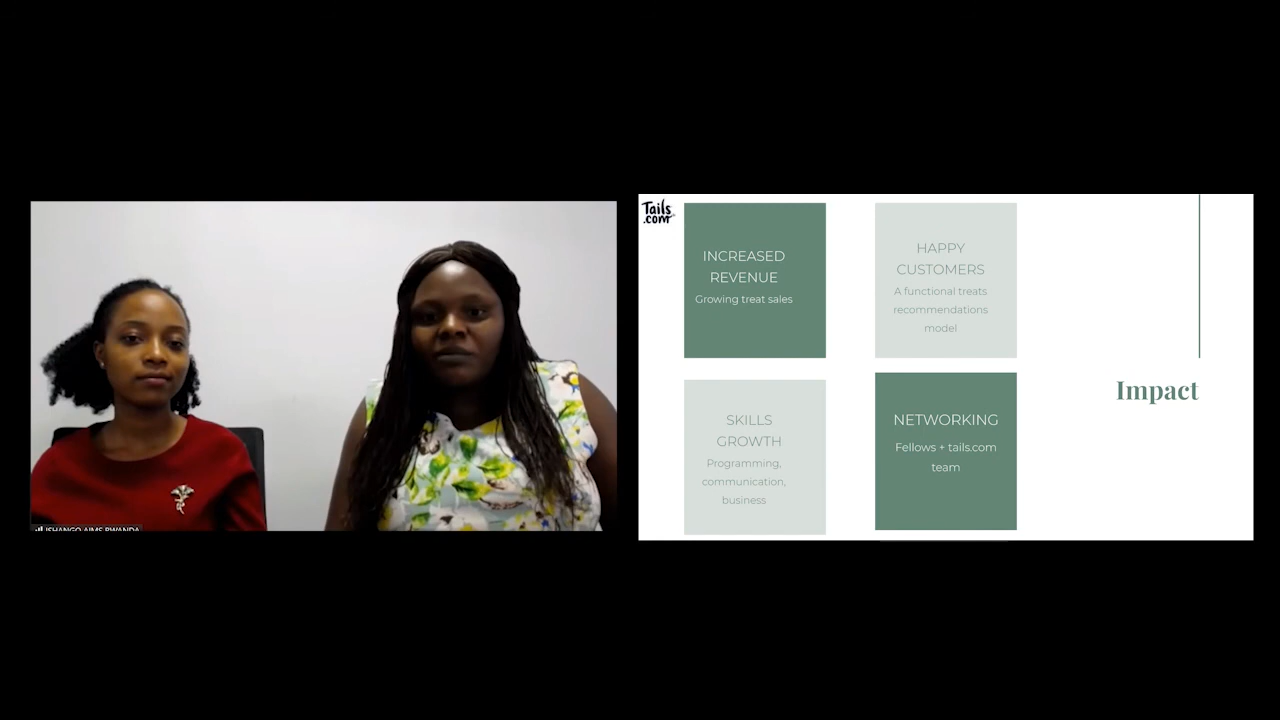 ISHANGO AIMS RWANDA
Tails
.com
INCREASED
REVENUE
Growing treat sales
HAPPY
CUSTOMERS
A functional treats
recommendations
model
SKILLS
GROWTH
Programming,
communication,
business
NETWORKING
Fellows + tails.com
team
Impact